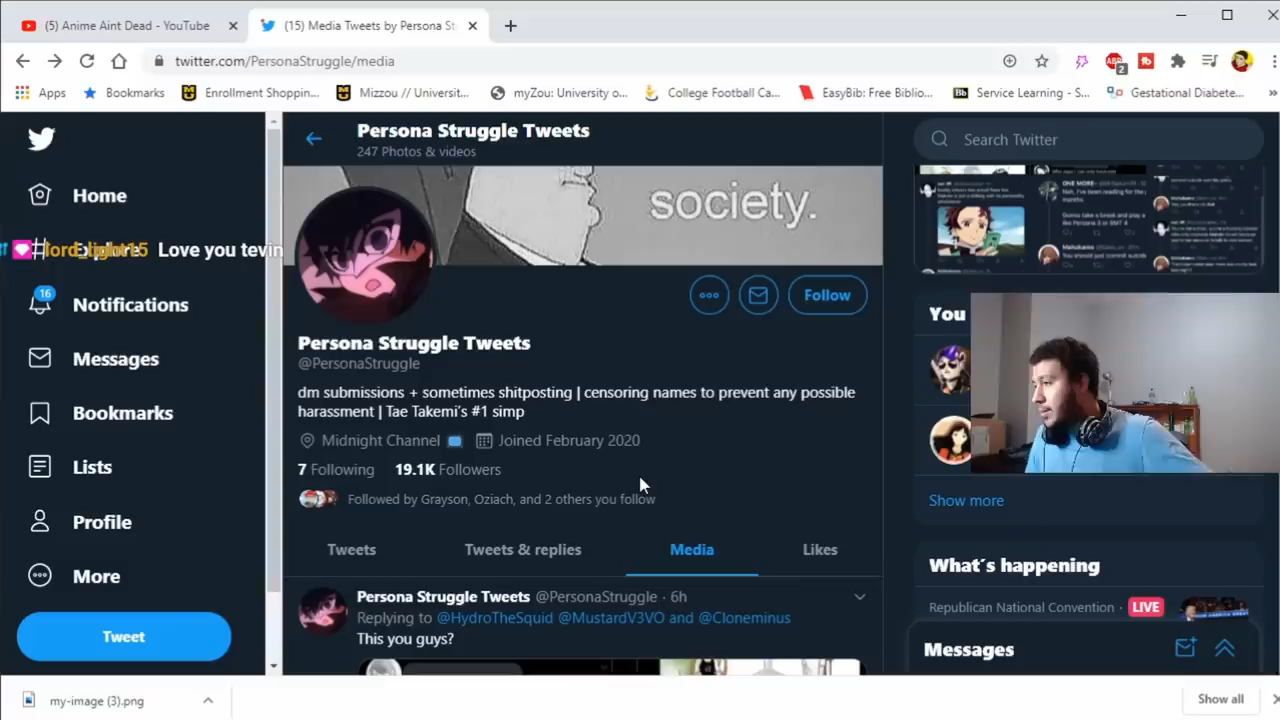 (5) Anime Aint Dead - YouTube
(15) Media Tweets by Persona St
twitter.com/PersonaStruggle/media
2
Apps
Bookmarks
Enrollment Shoppin...
Mizzou // Universit...
myZou: University o...
College Football Ca...
EasyBib: Free Biblio...
Service Learning - S...
Gestational Diabete...
Home
lord_light15 Love you tevin
Explore
16
Notifications
Messages
Bookmarks
Lists
Profile
More
Tweet
Persona Struggle Tweets
247 Photos & videos
society.
Follow
Persona Struggle Tweets
@PersonaStruggle
dm submissions + sometimes shitposting | censoring names to prevent any possible
harassment | Tae Takemi's #1 simp
Midnight Channel
Joined February 2020
7 Following 19.1K Followers
Followed by Grayson, Oziach, and 2 others you follow
Tweets
Tweets & replies
Media
Likes
Persona Struggle Tweets @PersonaStruggle · 6h
Replying to @HydroTheSquid @MustardV3VO and @Cloneminus
This you guys?
Search Twitter
You
Show more
What's happening
Republican National Convention · LIVE
Messages
my-image (3).png
Show all